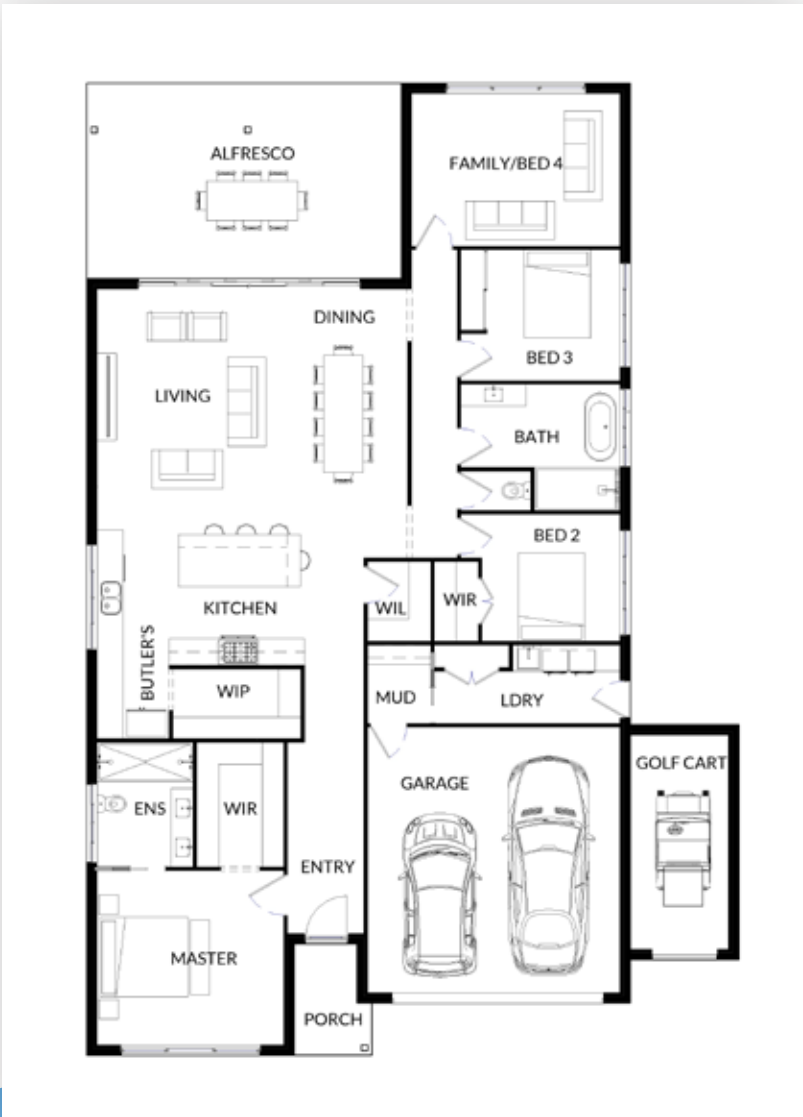 ALFRESCO
FAMILY/BED 4
DINING
LIVING
BED 3
BATH
BED 2
KITCHEN
WIL
WIR
BUTLER'S
WIP
MUD
LDRY
GARAGE
GOLF CART
ENS
WIR
ENTRY
MASTER
PORCH